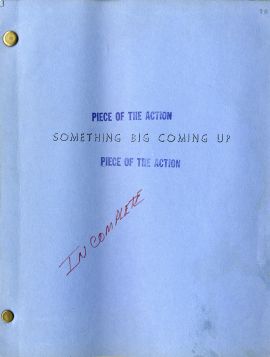 PIECE OF THE ACTION
SOMETHING BIG COMING UP
PIECE OF THE ACTION
INCOMPLETE